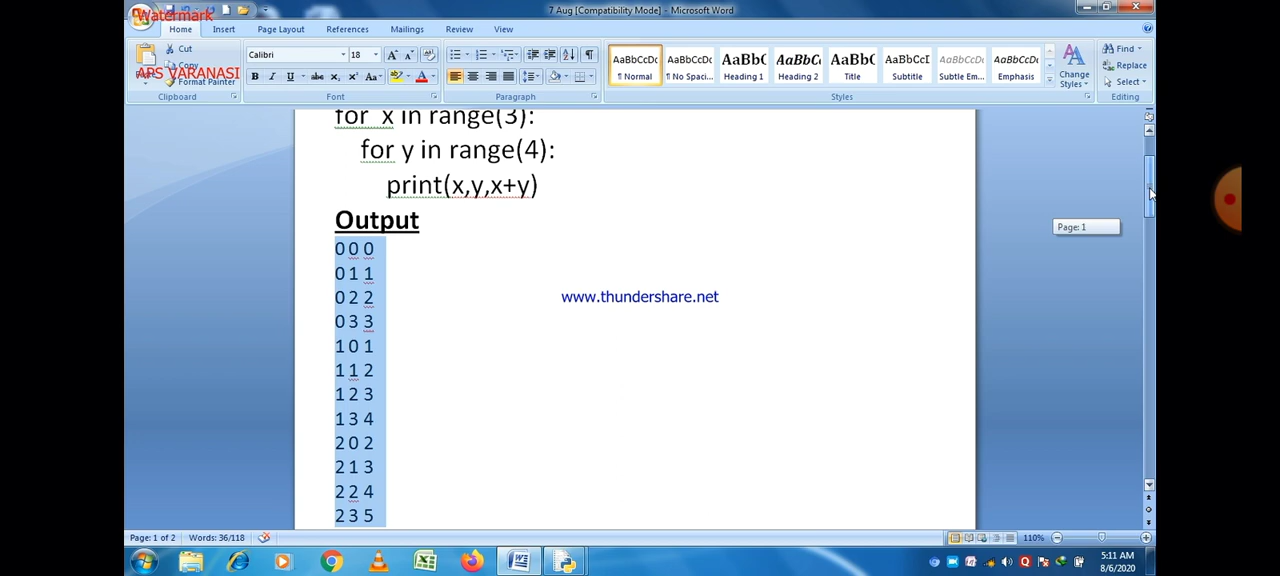 Watermark
7 Aug [Compatibility Mode] - Microsoft Word
Home Insert Page Layout References Mailings Review View
Cut
Copy
Format Painter
APS VARANASI
Calibri 18
Clipboard Font Paragraph Styles Editing
AaBbCcDc AaBbCcDc AaBbC AaBbCc AaBbC AaBbCcI AaBbCcDc AaBbCcDc
¶ Normal ¶ No Spaci... Heading 1 Heading 2 Title Subtitle Subtle Em... Emphasis
Change Styles
Find
Replace
Select
for x in range(3):
for y in range(4):
print(x,y,x+y)
Output
0 0 0
0 1 1
0 2 2
0 3 3
1 0 1
1 1 2
1 2 3
1 3 4
2 0 2
2 1 3
2 2 4
2 3 5
www.thundershare.net
Page: 1
Page: 1 of 2 Words: 36/118 110%
5:11 AM
8/6/2020